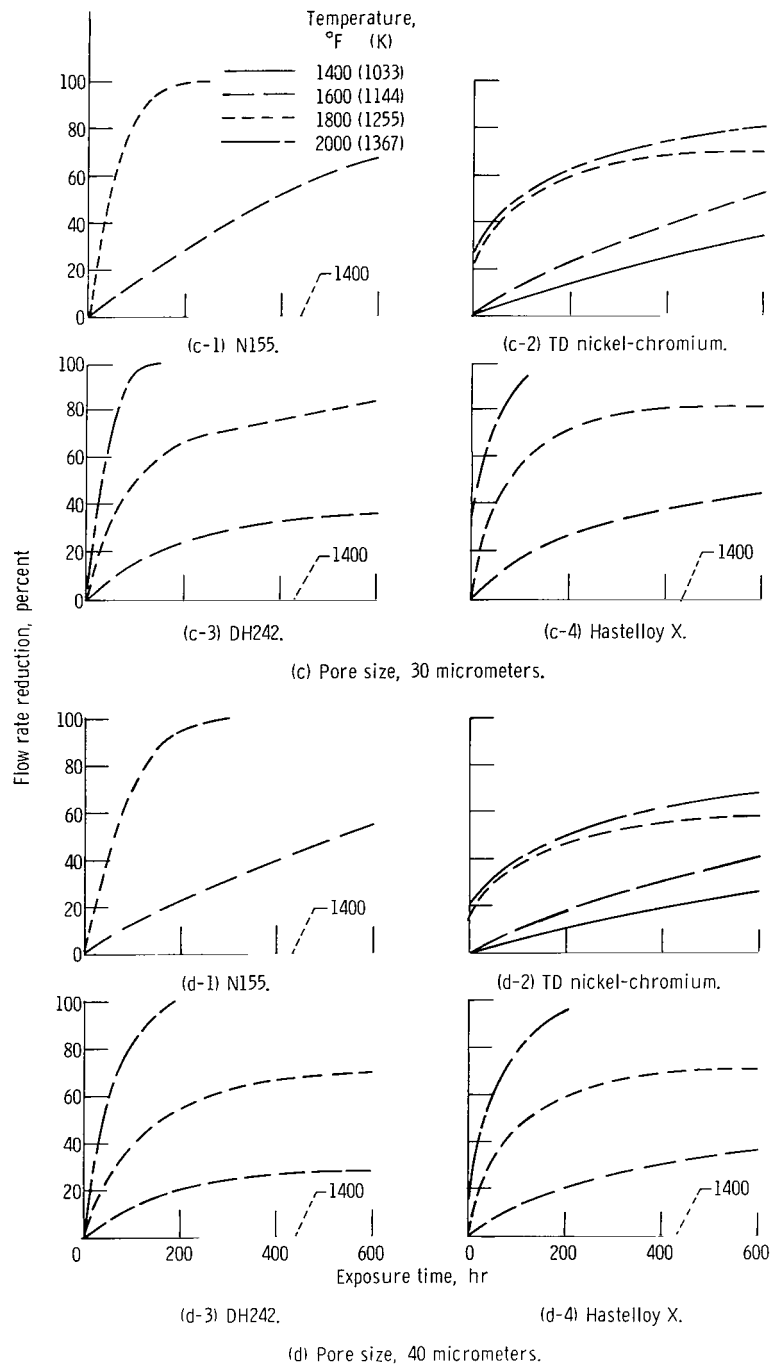 Temperature,
°F (K)
1400 (1033)
1600 (1144)
1800 (1255)
2000 (1367)
100
80
60
40
20
0
1400
(c-1) N155.
(c-2) TD nickel-chromium.
100
80
60
40
20
0
1400
1400
(c-3) DH242.
(c-4) Hastelloy X.
(c) Pore size, 30 micrometers.
Flow rate reduction, percent
100
80
60
40
20
0
1400
(d-1) N155.
(d-2) TD nickel-chromium.
100
80
60
40
20
1400
1400
0 200 400 600 0 200 400 600
Exposure time, hr
(d-3) DH242.
(d-4) Hastelloy X.
(d) Pore size, 40 micrometers.